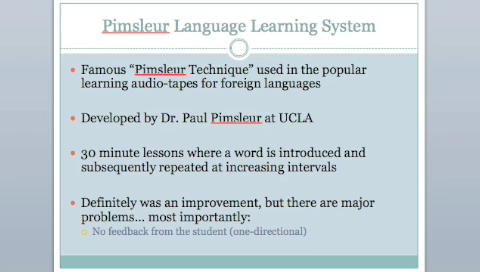 Pimsleur Language Learning System
Famous “Pimsleur Technique” used in the popular
learning audio-tapes for foreign languages
Developed by Dr. Paul Pimsleur at UCLA
30 minute lessons where a word is introduced and
subsequently repeated at increasing intervals
Definitely was an improvement, but there are major
problems... most importantly:
No feedback from the student (one-directional)